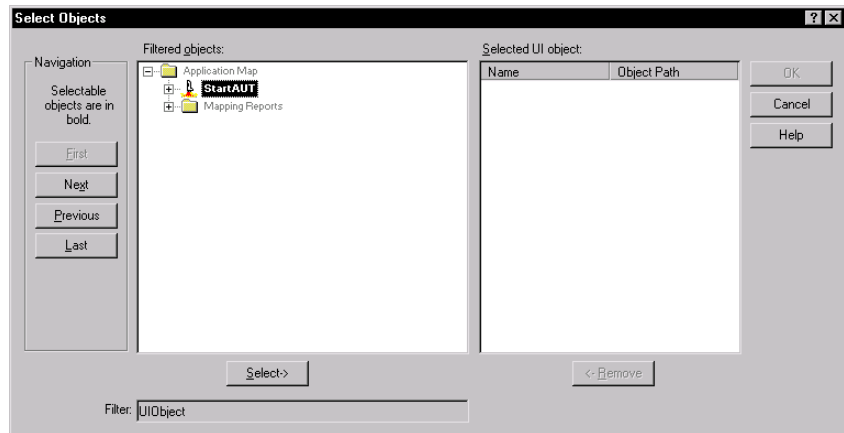 Select Objects
Navigation
Selectable
objects are in
bold.
First
Next
Previous
Last
Filtered objects:
Application Map
StartAUT
Mapping Reports
Select->
Filter: UIObject
Selected UI object:
Name Object Path
<- Remove
OK
Cancel
Help